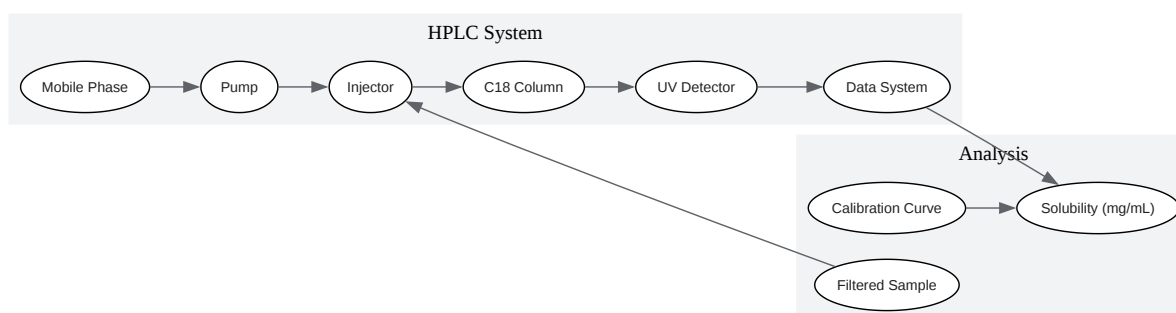 HPLC System
Mobile Phase
Pump
Injector
C18 Column
UV Detector
Data System
Analysis
Calibration Curve
Solubility (mg/mL)
Filtered Sample